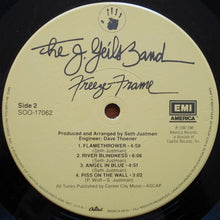 The J. Geils Band
Freeze-Frame
Side 2
SOO-17062
EMI
AMERICA
Produced and Arranged by Seth Justman
Engineer: Dave Thoener
1. FLAMETHROWER - 4:59
(Seth Justman)
2. RIVER BLINDNESS - 6:06
(Seth Justman)
3. ANGEL IN BLUE - 4:51
(Seth Justman)
4. PISS ON THE WALL - 3:02
(P. Wolf - S. Justman)
All Tunes Published by Center City Music - ASCAP